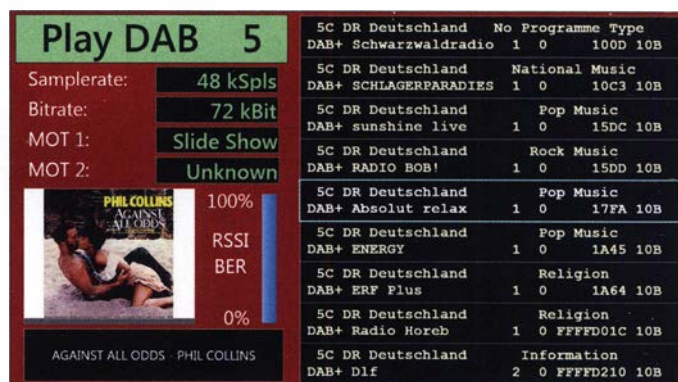 Play DAB 5
Samplerate: 48 kSpls
Bitrate: 72 kBit
MOT 1: Slide Show
MOT 2: Unknown
PHIL COLLINS
AGAINST
ALL ODDS
100%
RSSI
BER
0%
AGAINST ALL ODDS - PHIL COLLINS
5C DR Deutschland No Programme Type
DAB+ Schwarzwaldradio 1 0 100D 10B
5C DR Deutschland National Music
DAB+ SCHLAGERPARADIES 1 0 10C3 10B
5C DR Deutschland Pop Music
DAB+ sunshine live 1 0 15DC 10B
5C DR Deutschland Rock Music
DAB+ RADIO BOB! 1 0 15DD 10B
5C DR Deutschland Pop Music
DAB+ Absolut relax 1 0 17FA 10B
5C DR Deutschland Pop Music
DAB+ ENERGY 1 0 1A45 10B
5C DR Deutschland Religion
DAB+ ERF Plus 1 0 1A64 10B
5C DR Deutschland Religion
DAB+ Radio Horeb 1 0 FFFFD01C 10B
5C DR Deutschland Information
DAB+ Dlf 2 0 FFFFD210 10B